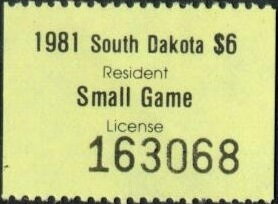 1981 South Dakota $6
Resident
Small Game
License
163068